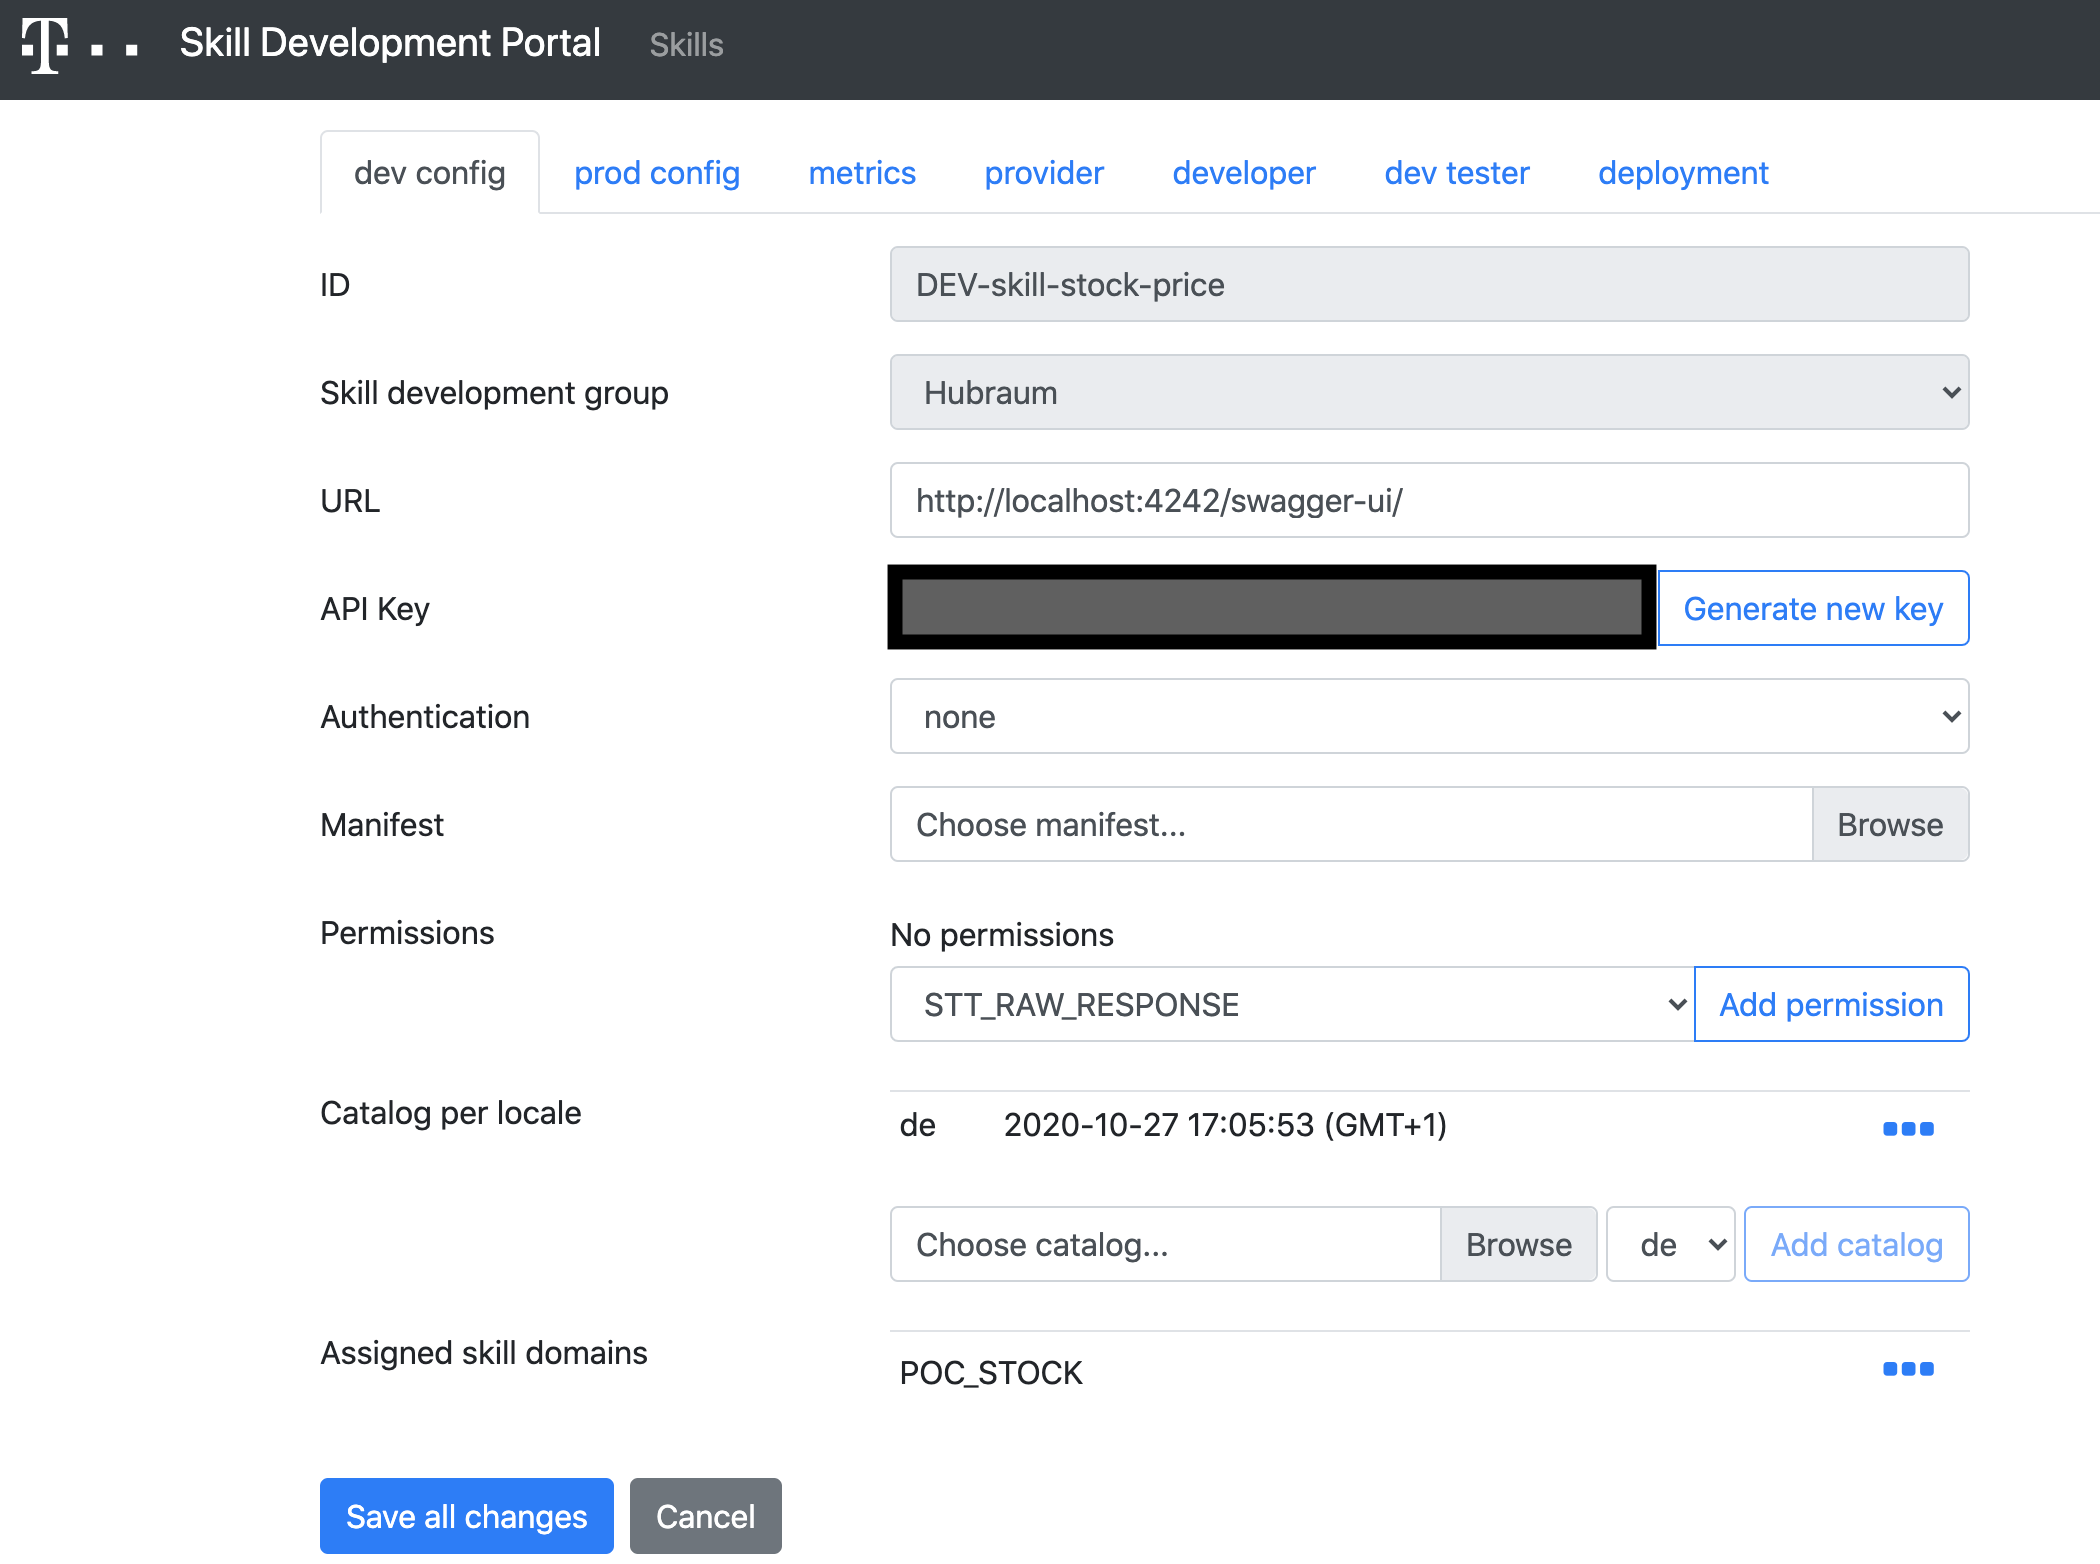 T Skill Development Portal Skills
dev config prod config metrics provider developer dev tester deployment
ID DEV-skill-stock-price
Skill development group Hubraum
URL http://localhost:4242/swagger-ui/
API Key Generate new key
Authentication none
Manifest Choose manifest... Browse
Permissions No permissions
STT_RAW_RESPONSE Add permission
Catalog per locale de 2020-10-27 17:05:53 (GMT+1)
Choose catalog... Browse de Add catalog
Assigned skill domains POC_STOCK
Save all changes Cancel